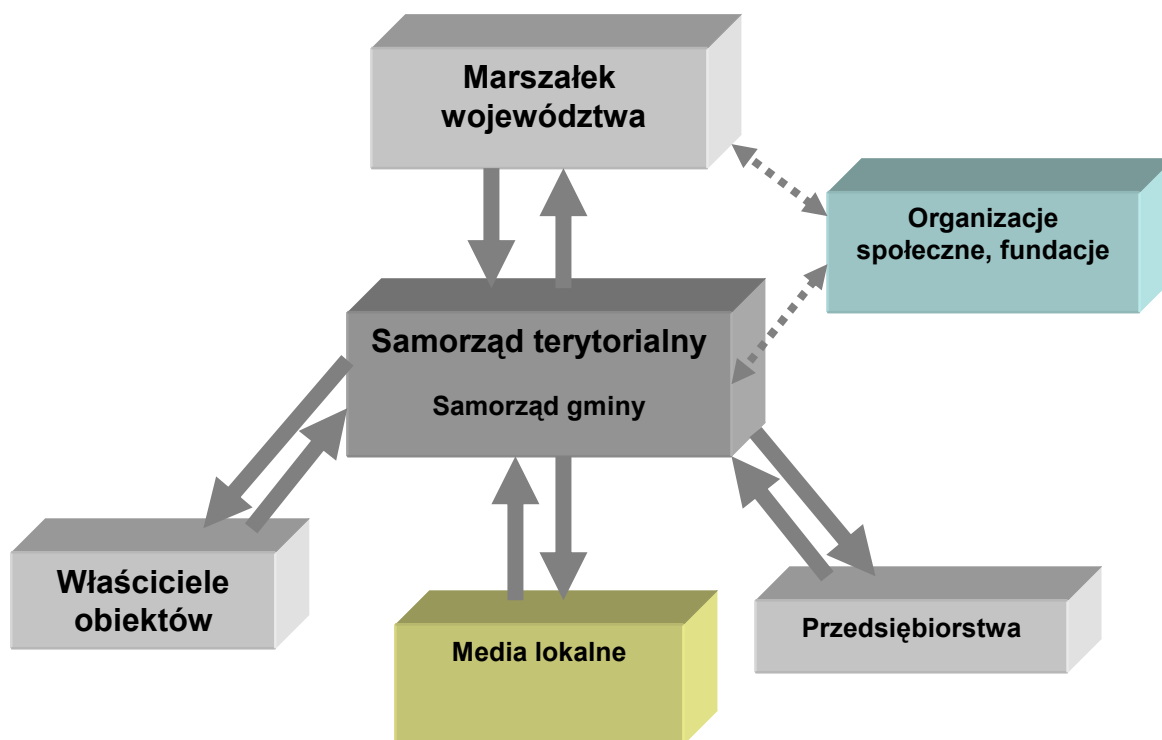 Marszałek
województwa
Organizacje
społeczne, fundacje
Samorząd terytorialny
Samorząd gminy
Właściciele
obiektów
Media lokalne
Przedsiębiorstwa